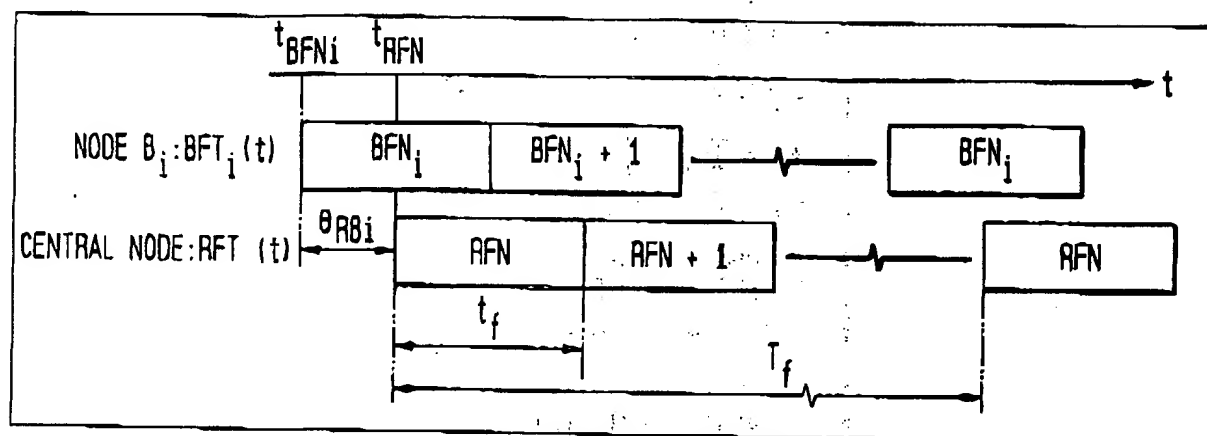 t_BFNi t_RFN
t
NODE B_i:BFT_i (t) BFN_i BFN_i + 1 BFN_i
θ_RBi
CENTRAL NODE:RFT (t) RFN RFN + 1 RFN
t_f
T_f